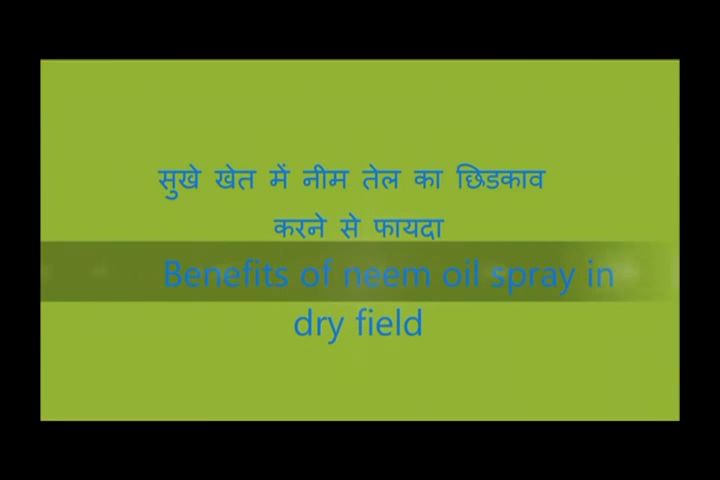 सुखे खेत में नीम तेल का छिडकाव
करने से फायदा
Benefits of neem oil spray in
dry field